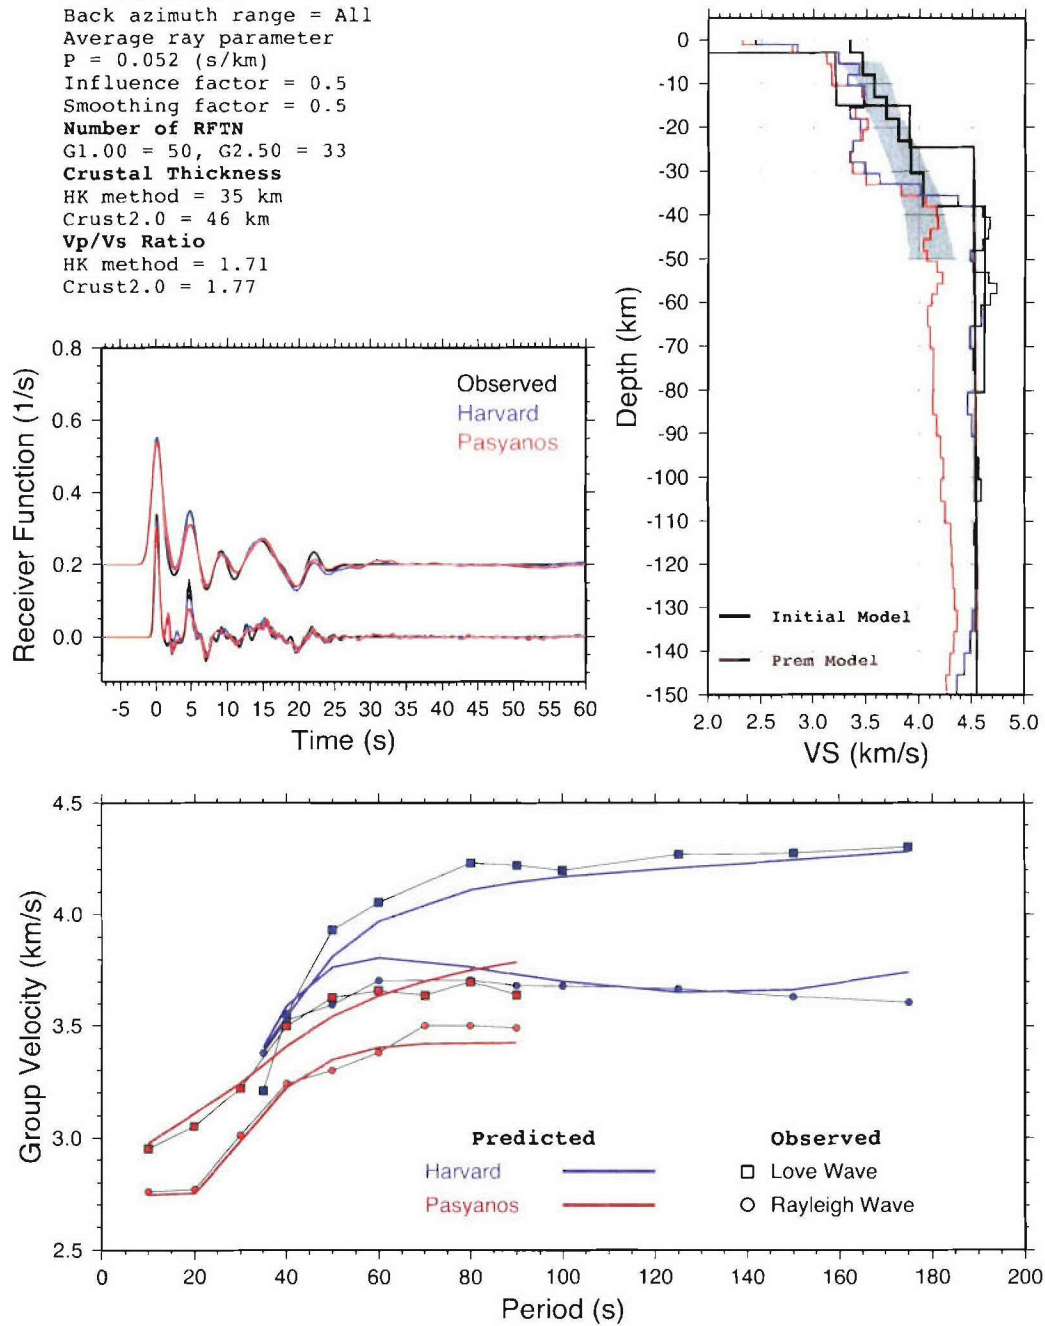 Back azimuth range = All
Average ray parameter
P = 0.052 (s/km)
Influence factor = 0.5
Smoothing factor = 0.5
Number of RFTN
G1.00 = 50, G2.50 = 33
Crustal Thickness
HK method = 35 km
Crust2.0 = 46 km
Vp/Vs Ratio
HK method = 1.71
Crust2.0 = 1.77
0
-10
-20
-30
-40
-50
-60
-70
-80
-90
-100
-110
-120
-130
-140
-150
Depth (km)
Initial Model
Prem Model
2.0 2.5 3.0 3.5 4.0 4.5 5.0
VS (km/s)
0.8
0.6
0.4
0.2
0.0
Receiver Function (1/s)
Observed
Harvard
Pasyanos
-5 0 5 10 15 20 25 30 35 40 45 50 55 60
Time (s)
4.5
4.0
3.5
3.0
2.5
Group Velocity (km/s)
Predicted Observed
Harvard Love Wave
Pasyanos Rayleigh Wave
0 20 40 60 80 100 120 140 160 180 200
Period (s)